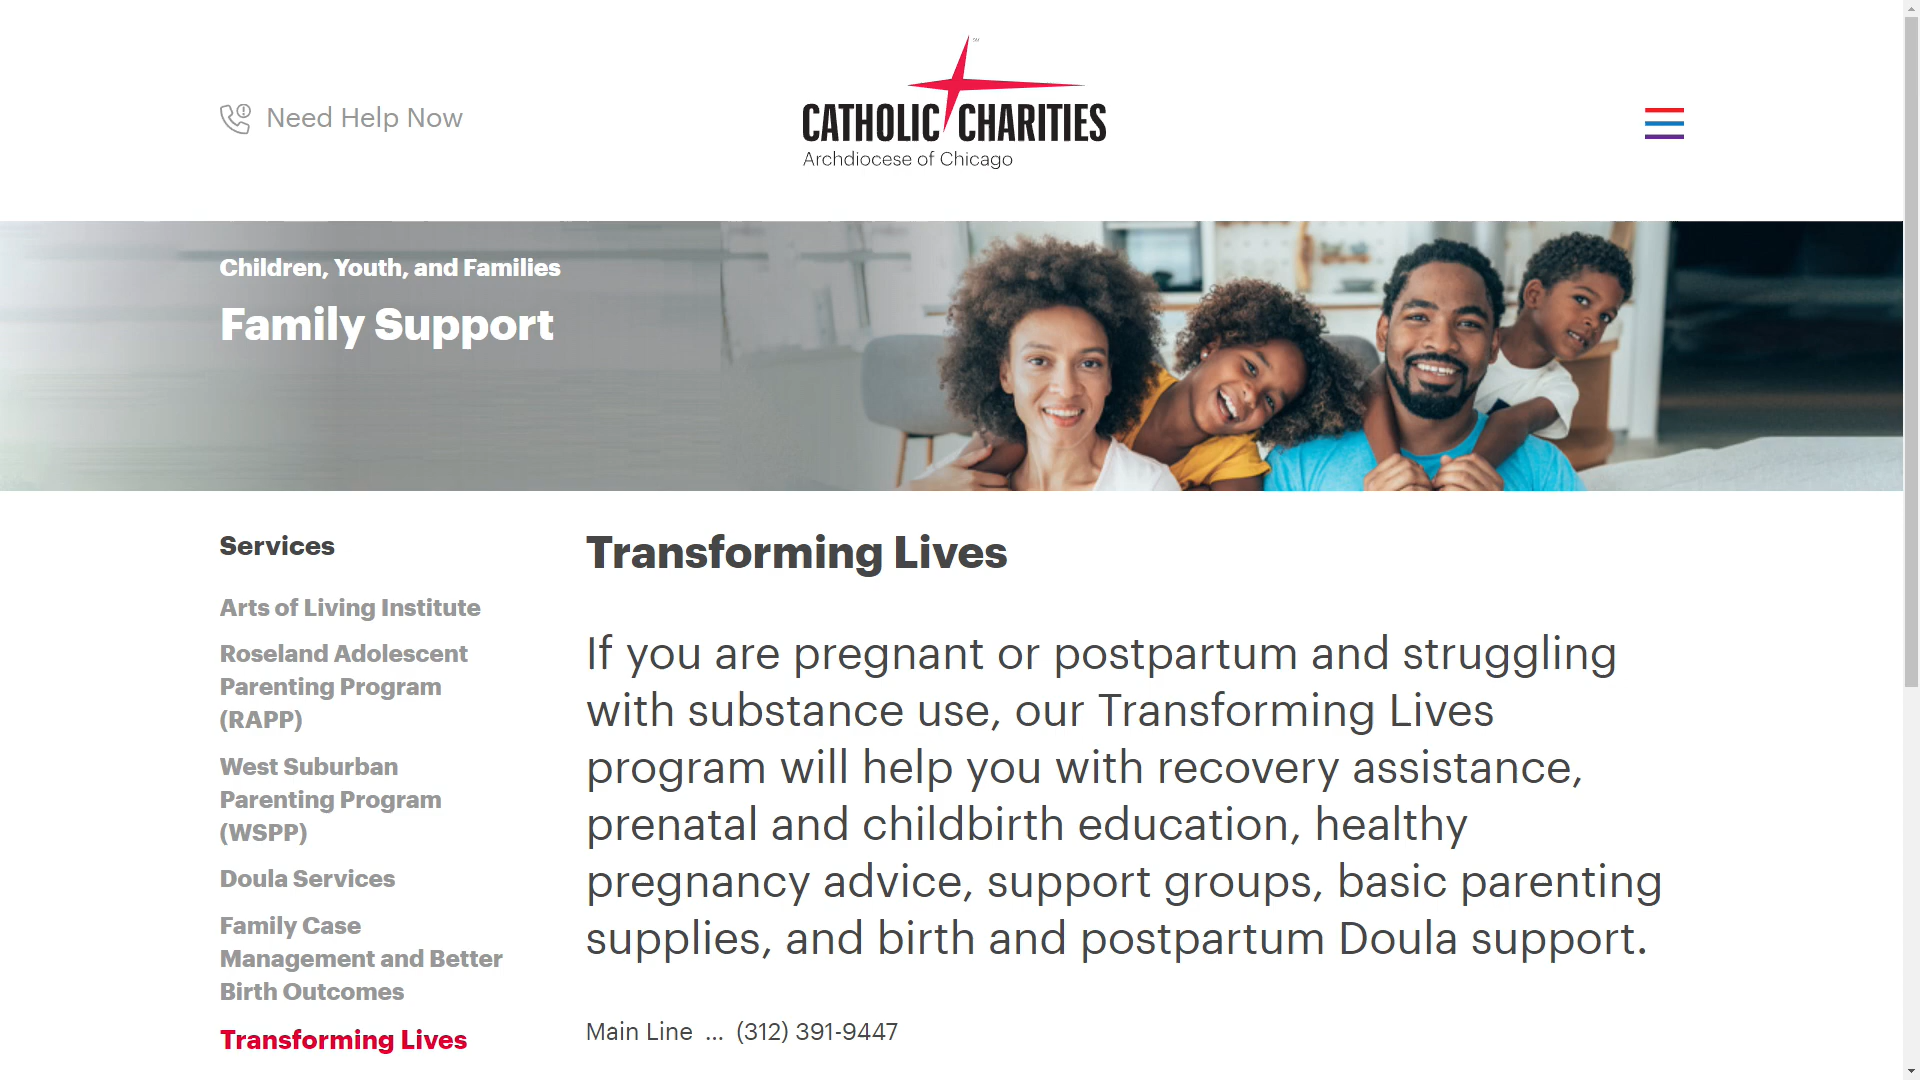 Need Help Now
CATHOLIC CHARITIES
Archdiocese of Chicago
Children, Youth, and Families
Family Support
Services
Arts of Living Institute
Roseland Adolescent
Parenting Program
(RAPP)
West Suburban
Parenting Program
(WSPP)
Doula Services
Family Case
Management and Better
Birth Outcomes
Transforming Lives
Transforming Lives
If you are pregnant or postpartum and struggling
with substance use, our Transforming Lives
program will help you with recovery assistance,
prenatal and childbirth education, healthy
pregnancy advice, support groups, basic parenting
supplies, and birth and postpartum Doula support.
Main Line ... (312) 391-9447